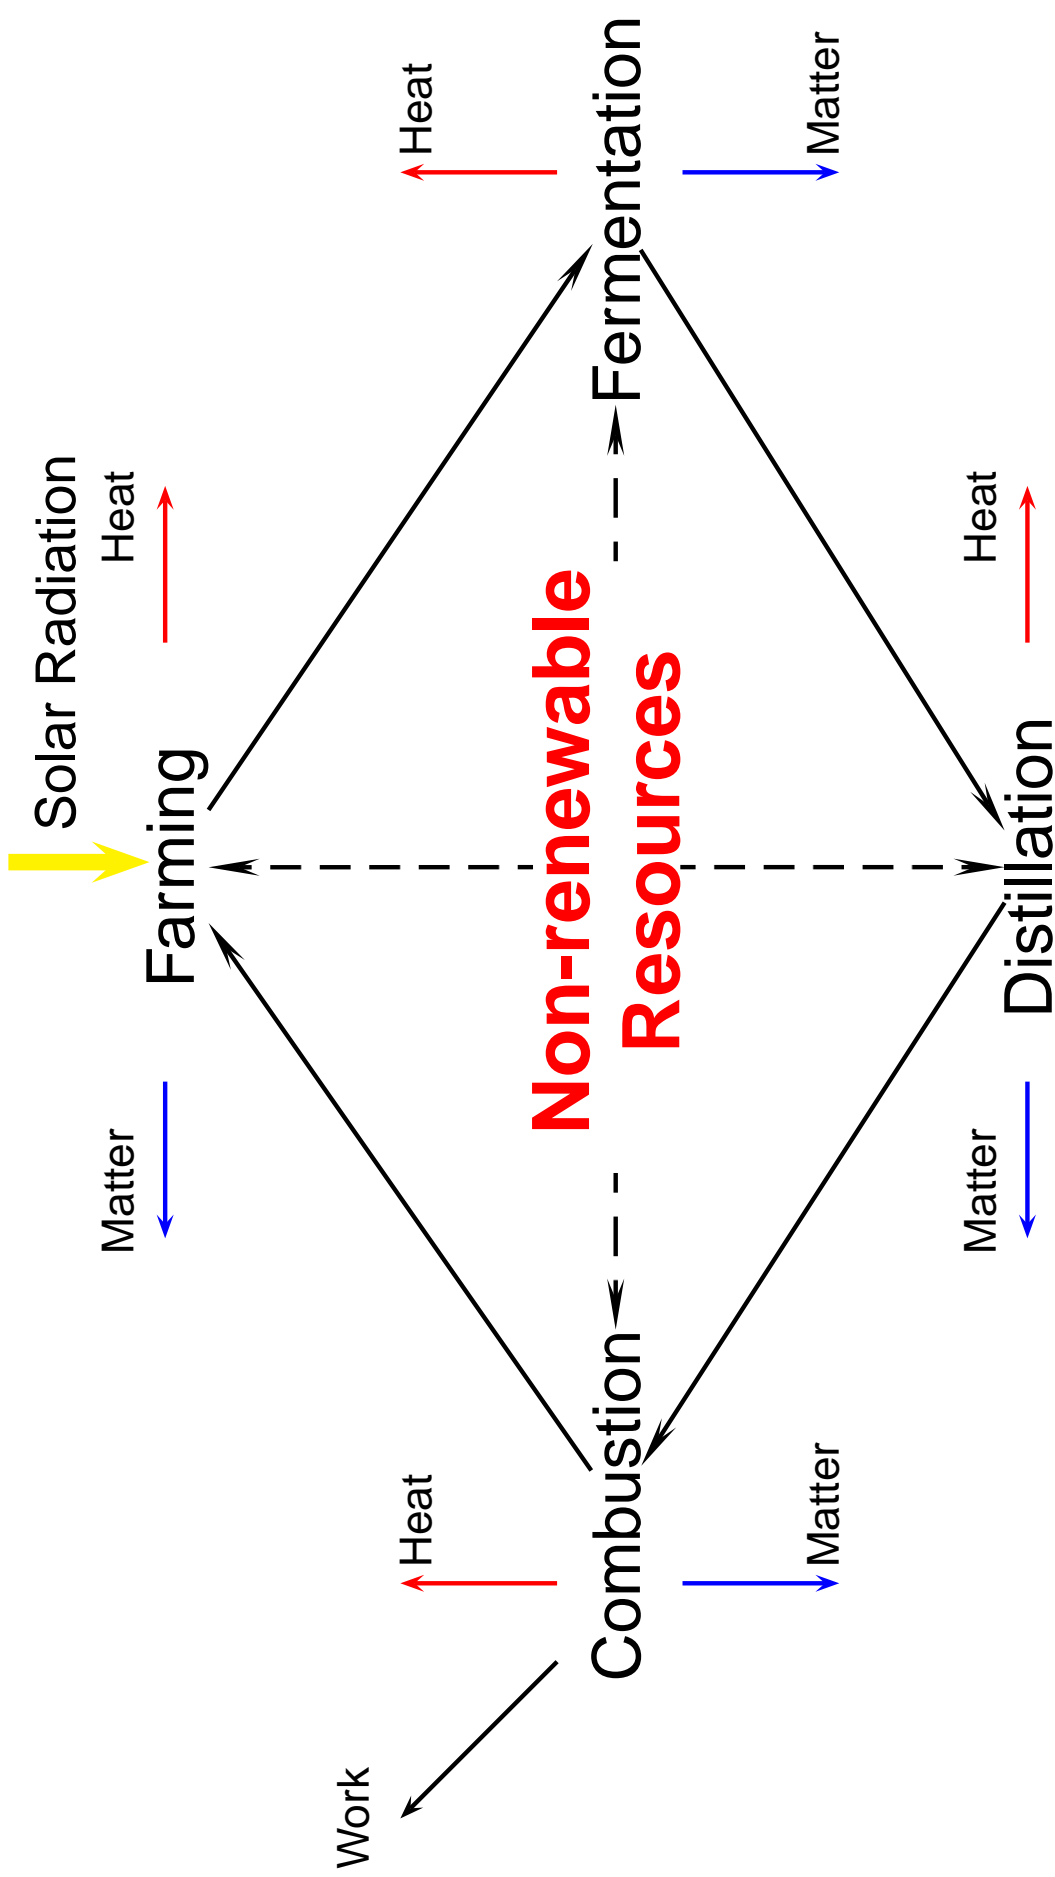 Solar Radiation
Matter
Heat
Farming
Work
Heat
Heat
Non-renewable
Resources
Combustion
Fermentation
Matter
Matter
Matter
Heat
Distillation